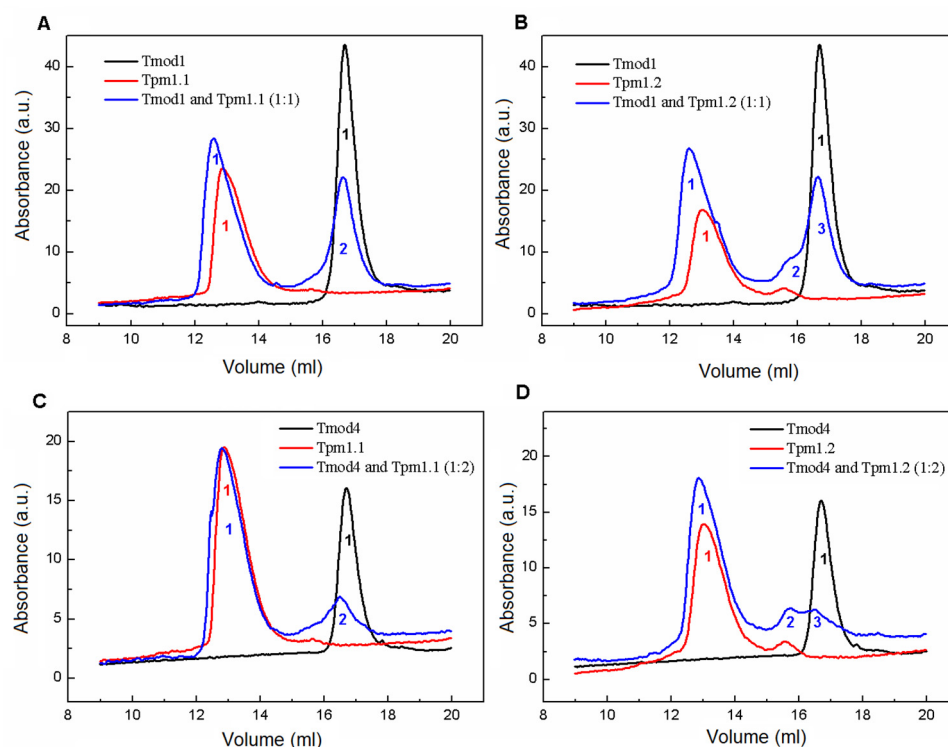 A
Absorbance (a.u.)
40
30
20
10
0
Tmod1
Tpm1.1
Tmod1 and Tpm1.1 (1:1)
1
1
1
2
8 10 12 14 16 18 20
Volume (ml)
B
Absorbance (a.u.)
40
30
20
10
0
Tmod1
Tpm1.2
Tmod1 and Tpm1.2 (1:1)
1
1
1
2
3
8 10 12 14 16 18 20
Volume (ml)
C
Absorbance (a.u.)
20
15
10
5
0
Tmod4
Tpm1.1
Tmod4 and Tpm1.1 (1:2)
1
1
1
2
8 10 12 14 16 18 20
Volume (ml)
D
Absorbance (a.u.)
20
15
10
5
0
Tmod4
Tpm1.2
Tmod4 and Tpm1.2 (1:2)
1
1
1
2
3
8 10 12 14 16 18 20
Volume (ml)